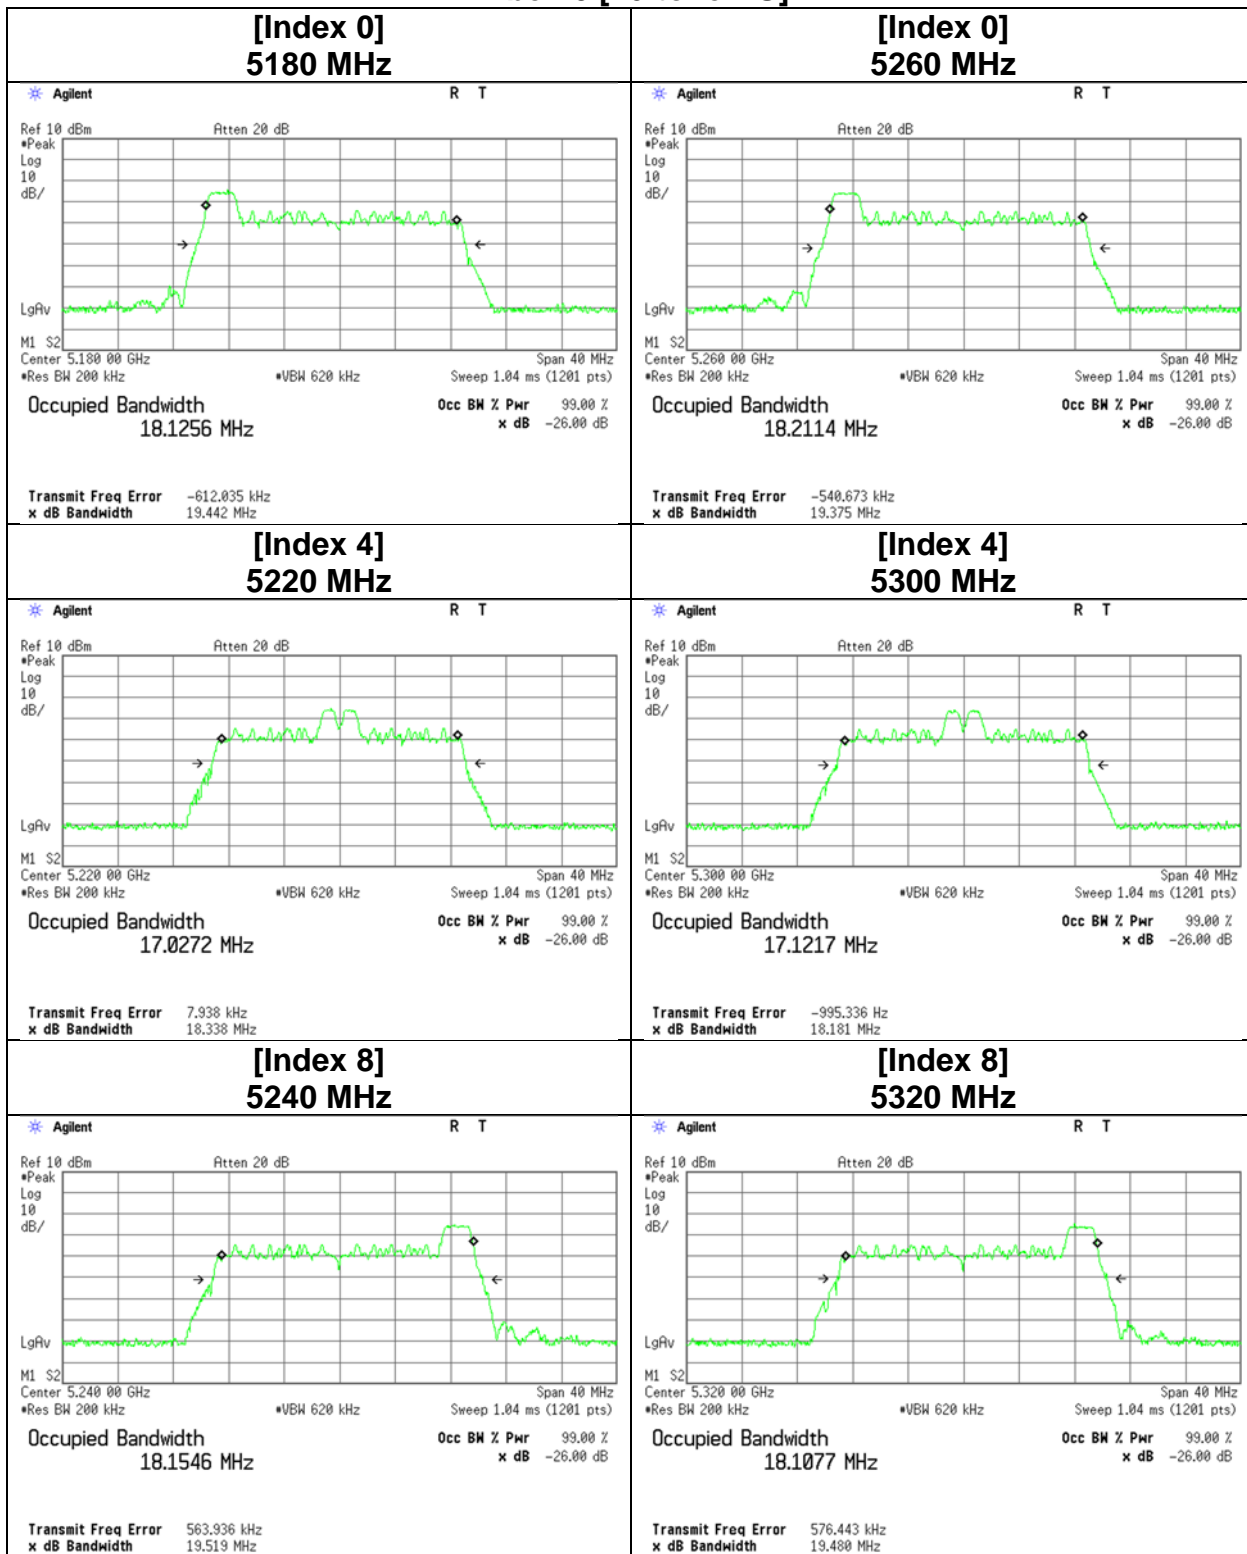 [Index 0]
5180 MHz
Agilent R T
Ref 10 dBm Atten 20 dB
#Peak
Log
10
dB/
LgAv
M1 S2
Center 5.180 00 GHz Span 40 MHz
#Res BW 200 kHz #VBW 620 kHz Sweep 1.04 ms (1201 pts)
Occupied Bandwidth Occ BW % Pwr 99.00 %
18.1256 MHz x dB -26.00 dB
Transmit Freq Error -612.035 kHz
x dB Bandwidth 19.442 MHz
[Index 0]
5260 MHz
Agilent R T
Ref 10 dBm Atten 20 dB
#Peak
Log
10
dB/
LgAv
M1 S2
Center 5.260 00 GHz Span 40 MHz
#Res BW 200 kHz #VBW 620 kHz Sweep 1.04 ms (1201 pts)
Occupied Bandwidth Occ BW % Pwr 99.00 %
18.2114 MHz x dB -26.00 dB
Transmit Freq Error -540.673 kHz
x dB Bandwidth 19.375 MHz
[Index 4]
5220 MHz
Agilent R T
Ref 10 dBm Atten 20 dB
#Peak
Log
10
dB/
LgAv
M1 S2
Center 5.220 00 GHz Span 40 MHz
#Res BW 200 kHz #VBW 620 kHz Sweep 1.04 ms (1201 pts)
Occupied Bandwidth Occ BW % Pwr 99.00 %
17.0272 MHz x dB -26.00 dB
Transmit Freq Error 7.938 kHz
x dB Bandwidth 18.338 MHz
[Index 4]
5300 MHz
Agilent R T
Ref 10 dBm Atten 20 dB
#Peak
Log
10
dB/
LgAv
M1 S2
Center 5.300 00 GHz Span 40 MHz
#Res BW 200 kHz #VBW 620 kHz Sweep 1.04 ms (1201 pts)
Occupied Bandwidth Occ BW % Pwr 99.00 %
17.1217 MHz x dB -26.00 dB
Transmit Freq Error -995.336 Hz
x dB Bandwidth 18.181 MHz
[Index 8]
5240 MHz
Agilent R T
Ref 10 dBm Atten 20 dB
#Peak
Log
10
dB/
LgAv
M1 S2
Center 5.240 00 GHz Span 40 MHz
#Res BW 200 kHz #VBW 620 kHz Sweep 1.04 ms (1201 pts)
Occupied Bandwidth Occ BW % Pwr 99.00 %
18.1546 MHz x dB -26.00 dB
Transmit Freq Error 563.936 kHz
x dB Bandwidth 19.519 MHz
[Index 8]
5320 MHz
Agilent R T
Ref 10 dBm Atten 20 dB
#Peak
Log
10
dB/
LgAv
M1 S2
Center 5.320 00 GHz Span 40 MHz
#Res BW 200 kHz #VBW 620 kHz Sweep 1.04 ms (1201 pts)
Occupied Bandwidth Occ BW % Pwr 99.00 %
18.1077 MHz x dB -26.00 dB
Transmit Freq Error 576.443 kHz
x dB Bandwidth 19.480 MHz